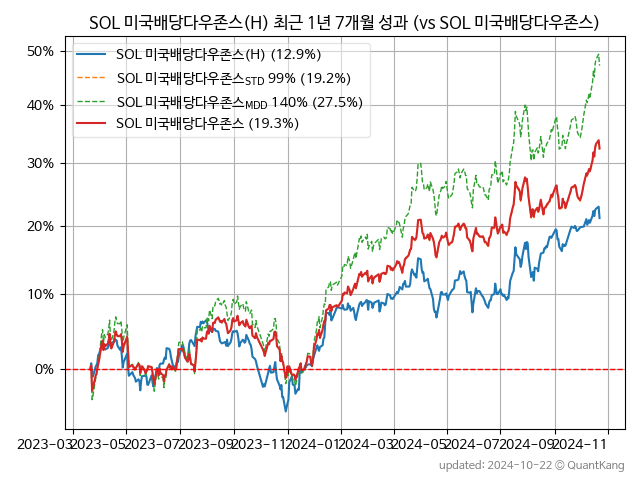 SOL 미국배당다우존스(H) 최근 1년 7개월 성과 (vs SOL 미국배당다우존스)
SOL 미국배당다우존스(H) (12.9%)
SOL 미국배당다우존스STD 99% (19.2%)
SOL 미국배당다우존스MDD 140% (27.5%)
SOL 미국배당다우존스 (19.3%)
50%
40%
30%
20%
10%
0%
2023-03 2023-05 2023-07 2023-09 2023-11 2024-01 2024-03 2024-05 2024-07 2024-09 2024-11
updated: 2024-10-22 © QuantKang